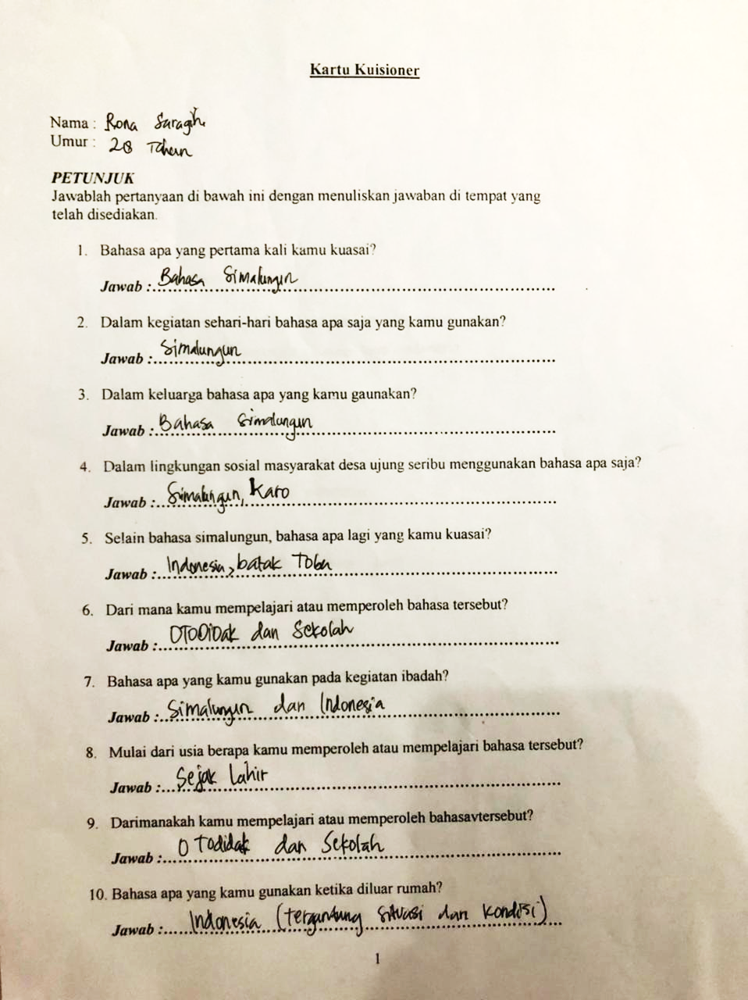 Kartu Kuisioner
Nama : Rona Saragih
Umur : 28 Tahun
PETUNJUK
Jawablah pertanyaan di bawah ini dengan menuliskan jawaban di tempat yang
telah disediakan.
1. Bahasa apa yang pertama kali kamu kuasai?
Jawab : Bahasa Simalungun
2. Dalam kegiatan sehari-hari bahasa apa saja yang kamu gunakan?
Jawab : Simalungun
3. Dalam keluarga bahasa apa yang kamu gaunakan?
Jawab : Bahasa Simalungun
4. Dalam lingkungan sosial masyarakat desa ujung seribu menggunakan bahasa apa saja?
Jawab : Simalungun, Karo
5. Selain bahasa simalungun, bahasa apa lagi yang kamu kuasai?
Jawab : Indonesia, batak Toba
6. Dari mana kamu mempelajari atau memperoleh bahasa tersebut?
Jawab : OTODiDak dan Sekolah
7. Bahasa apa yang kamu gunakan pada kegiatan ibadah?
Jawab : Simalungun dan Indonesia
8. Mulai dari usia berapa kamu memperoleh atau mempelajari bahasa tersebut?
Jawab : Sejak Lahir
9. Darimanakah kamu mempelajari atau memperoleh bahasavtersebut?
Jawab : OTodidak dan Sekolah
10. Bahasa apa yang kamu gunakan ketika diluar rumah?
Jawab : Indonesia (tergantung situasi dan kondisi)
1